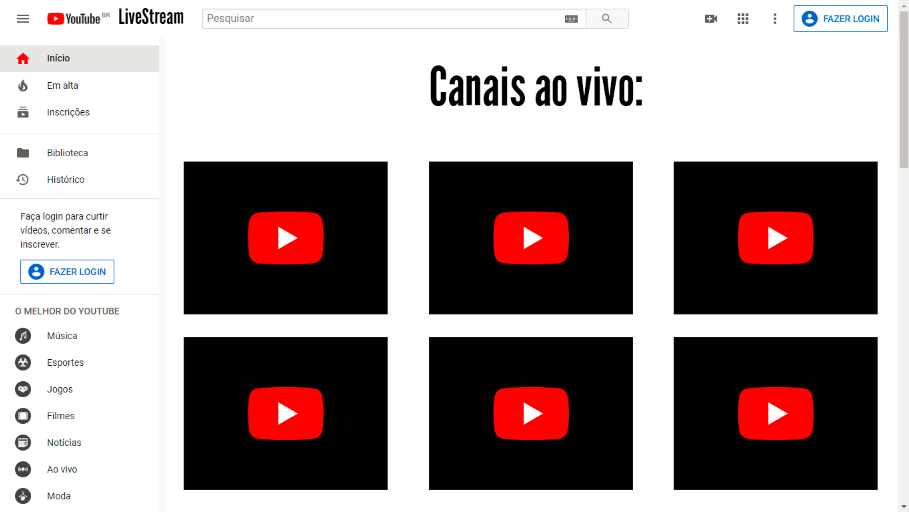 YouTube BR LiveStream
Pesquisar
FAZER LOGIN
Início
Em alta
Inscrições
Biblioteca
Histórico
Faça login para curtir
vídeos, comentar e se
inscrever.
FAZER LOGIN
O MELHOR DO YOUTUBE
Música
Esportes
Jogos
Filmes
Notícias
Ao vivo
Moda
Canais ao vivo: